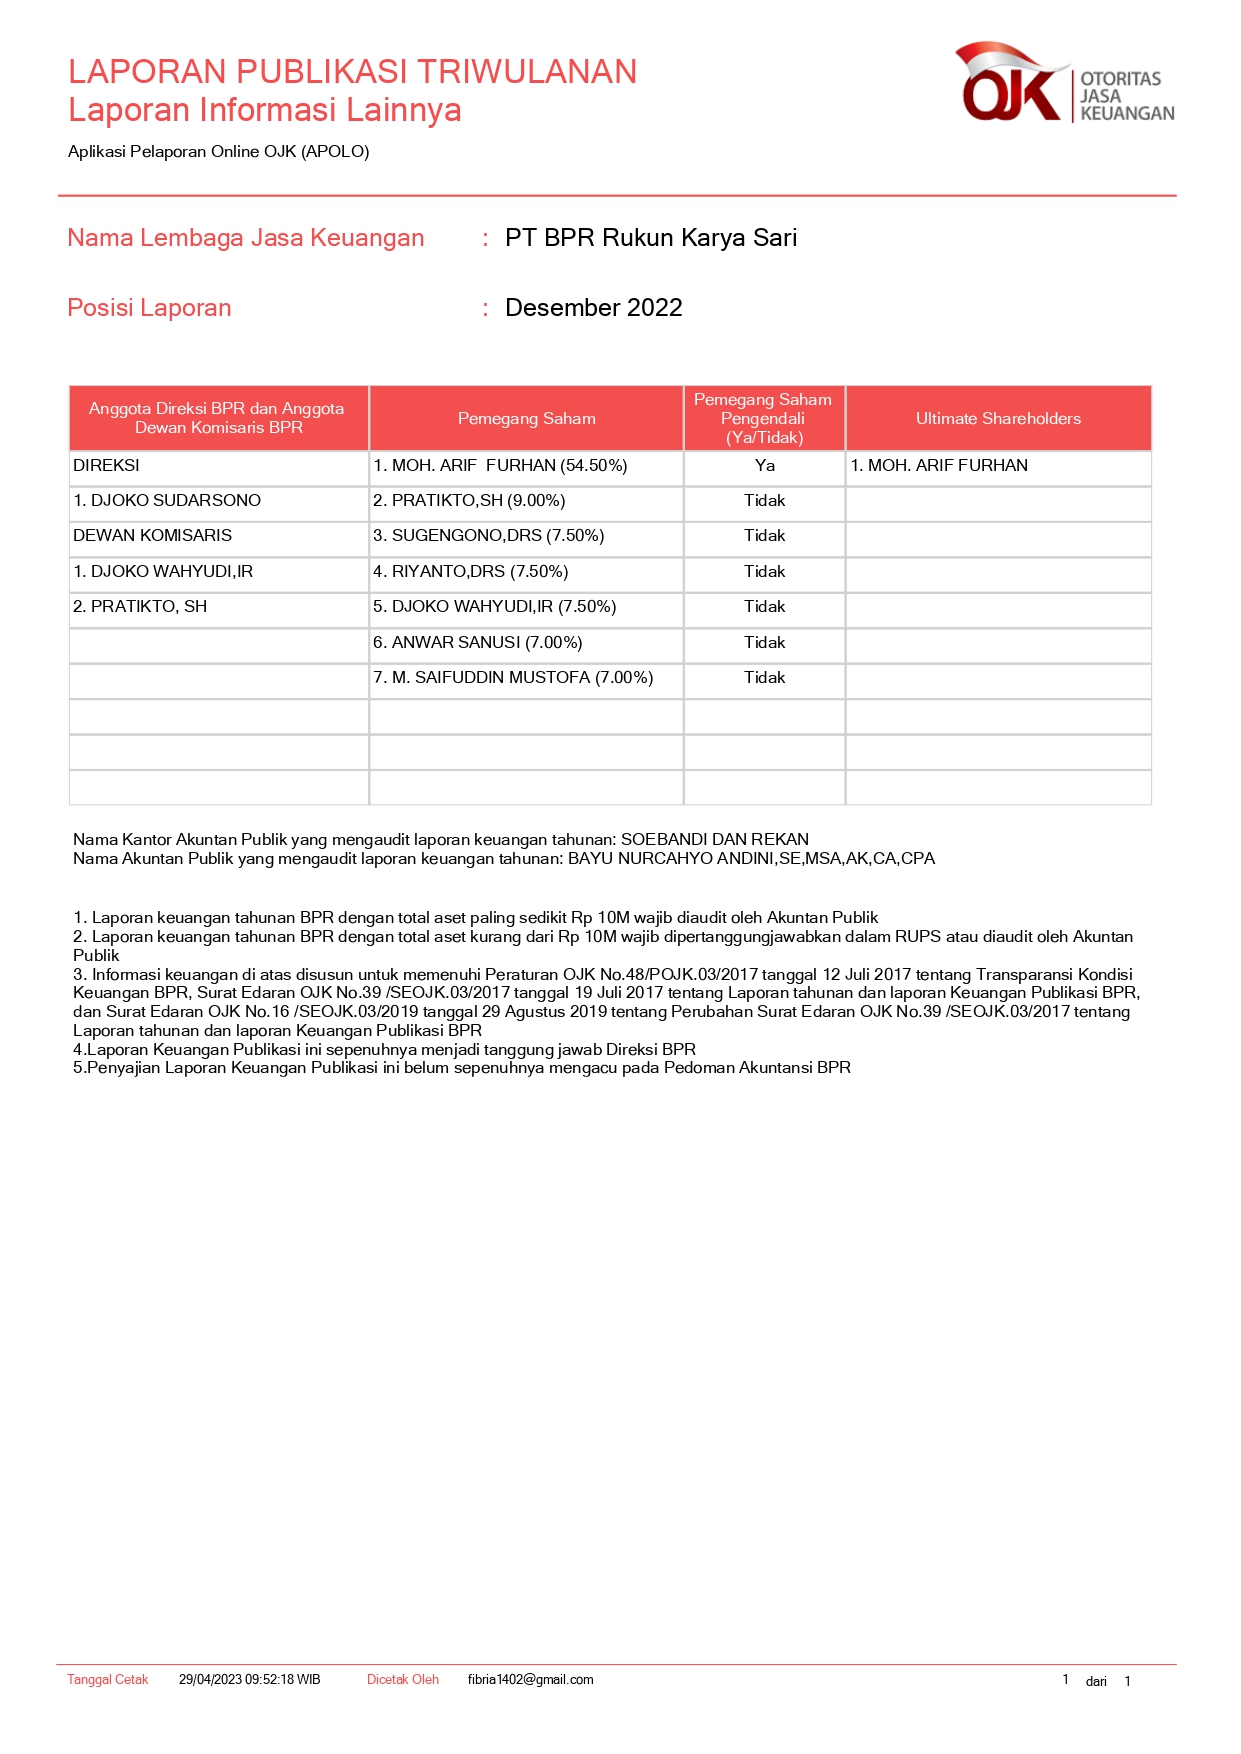 LAPORAN PUBLIKASI TRIWULANAN
Laporan Informasi Lainnya
Aplikasi Pelaporan Online OJK (APOLO)
OJK
OTORITAS
JASA
KEUANGAN
Nama Lembaga Jasa Keuangan : PT BPR Rukun Karya Sari
Posisi Laporan : Desember 2022
Anggota Direksi BPR dan Anggota
Dewan Komisaris BPR
Pemegang Saham
Pemegang Saham
Pengendali
(Ya/Tidak)
Ultimate Shareholders
DIREKSI 1. MOH. ARIF  FURHAN (54.50%) Ya 1. MOH. ARIF FURHAN
1. DJOKO SUDARSONO 2. PRATIKTO,SH (9.00%) Tidak
DEWAN KOMISARIS 3. SUGENGONO,DRS (7.50%) Tidak
1. DJOKO WAHYUDI,IR 4. RIYANTO,DRS (7.50%) Tidak
2. PRATIKTO, SH 5. DJOKO WAHYUDI,IR (7.50%) Tidak
6. ANWAR SANUSI (7.00%) Tidak
7. M. SAIFUDDIN MUSTOFA (7.00%) Tidak
Nama Kantor Akuntan Publik yang mengaudit laporan keuangan tahunan: SOEBANDI DAN REKAN
Nama Akuntan Publik yang mengaudit laporan keuangan tahunan: BAYU NURCAHYO ANDINI,SE,MSA,AK,CA,CPA
1. Laporan keuangan tahunan BPR dengan total aset paling sedikit Rp 10M wajib diaudit oleh Akuntan Publik
2. Laporan keuangan tahunan BPR dengan total aset kurang dari Rp 10M wajib dipertanggungjawabkan dalam RUPS atau diaudit oleh Akuntan
Publik
3. Informasi keuangan di atas disusun untuk memenuhi Peraturan OJK No.48/POJK.03/2017 tanggal 12 Juli 2017 tentang Transparansi Kondisi
Keuangan BPR, Surat Edaran OJK No.39 /SEOJK.03/2017 tanggal 19 Juli 2017 tentang Laporan tahunan dan laporan Keuangan Publikasi BPR,
dan Surat Edaran OJK No.16 /SEOJK.03/2019 tanggal 29 Agustus 2019 tentang Perubahan Surat Edaran OJK No.39 /SEOJK.03/2017 tentang
Laporan tahunan dan laporan Keuangan Publikasi BPR
4.Laporan Keuangan Publikasi ini sepenuhnya menjadi tanggung jawab Direksi BPR
5.Penyajian Laporan Keuangan Publikasi ini belum sepenuhnya mengacu pada Pedoman Akuntansi BPR
Tanggal Cetak 29/04/2023 09:52:18 WIB Dicetak Oleh fibria1402@gmail.com 1 dari 1